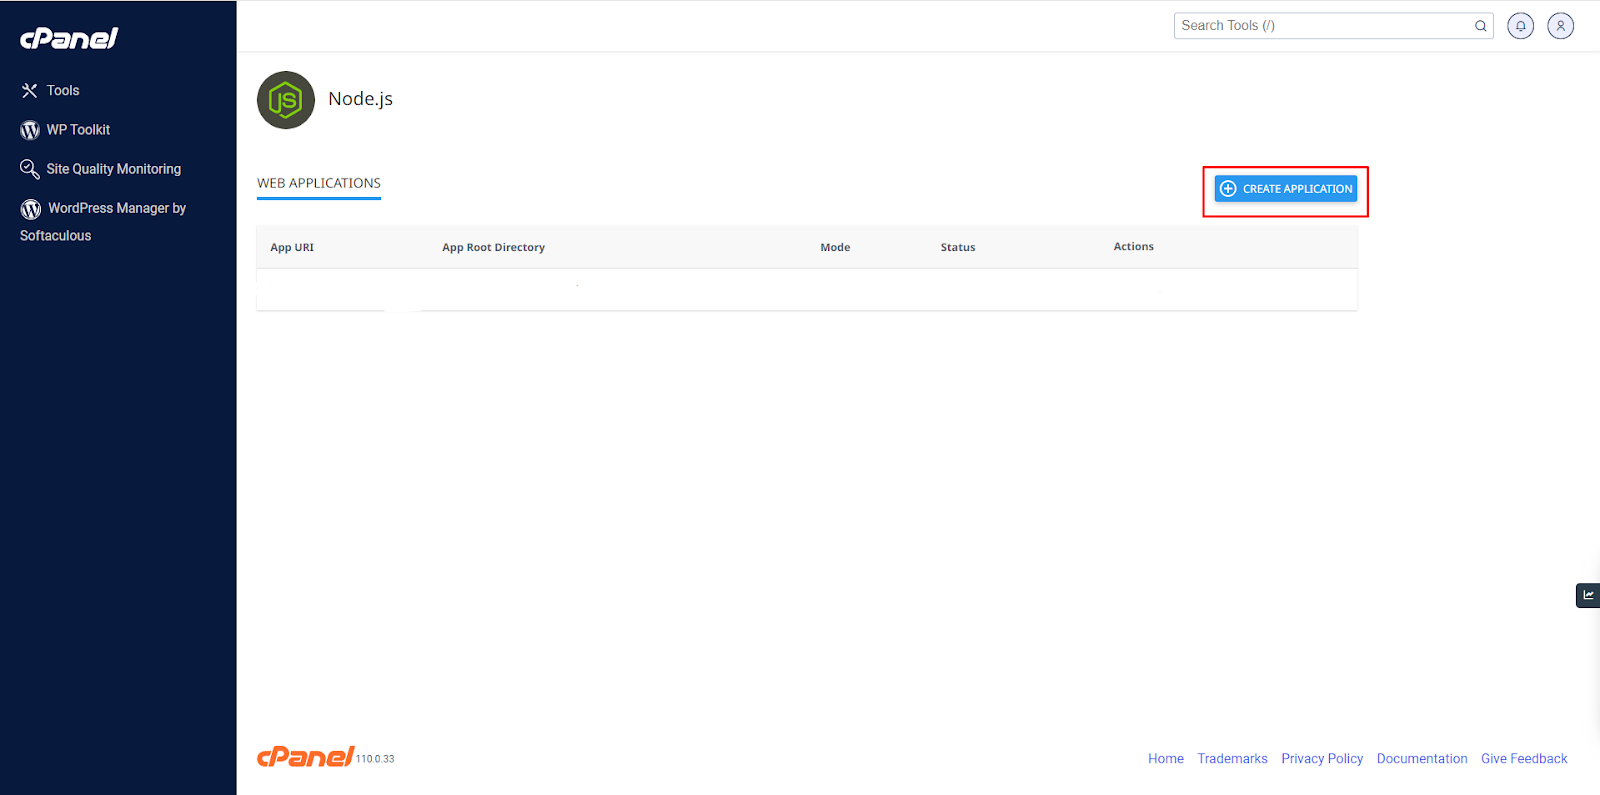 cPanel
Search Tools (/)
Tools
WP Toolkit
Site Quality Monitoring
WordPress Manager by
Softaculous
JS
Node.js
WEB APPLICATIONS
CREATE APPLICATION
App URI App Root Directory Mode Status Actions
cPanel 110.0.33
Home Trademarks Privacy Policy Documentation Give Feedback